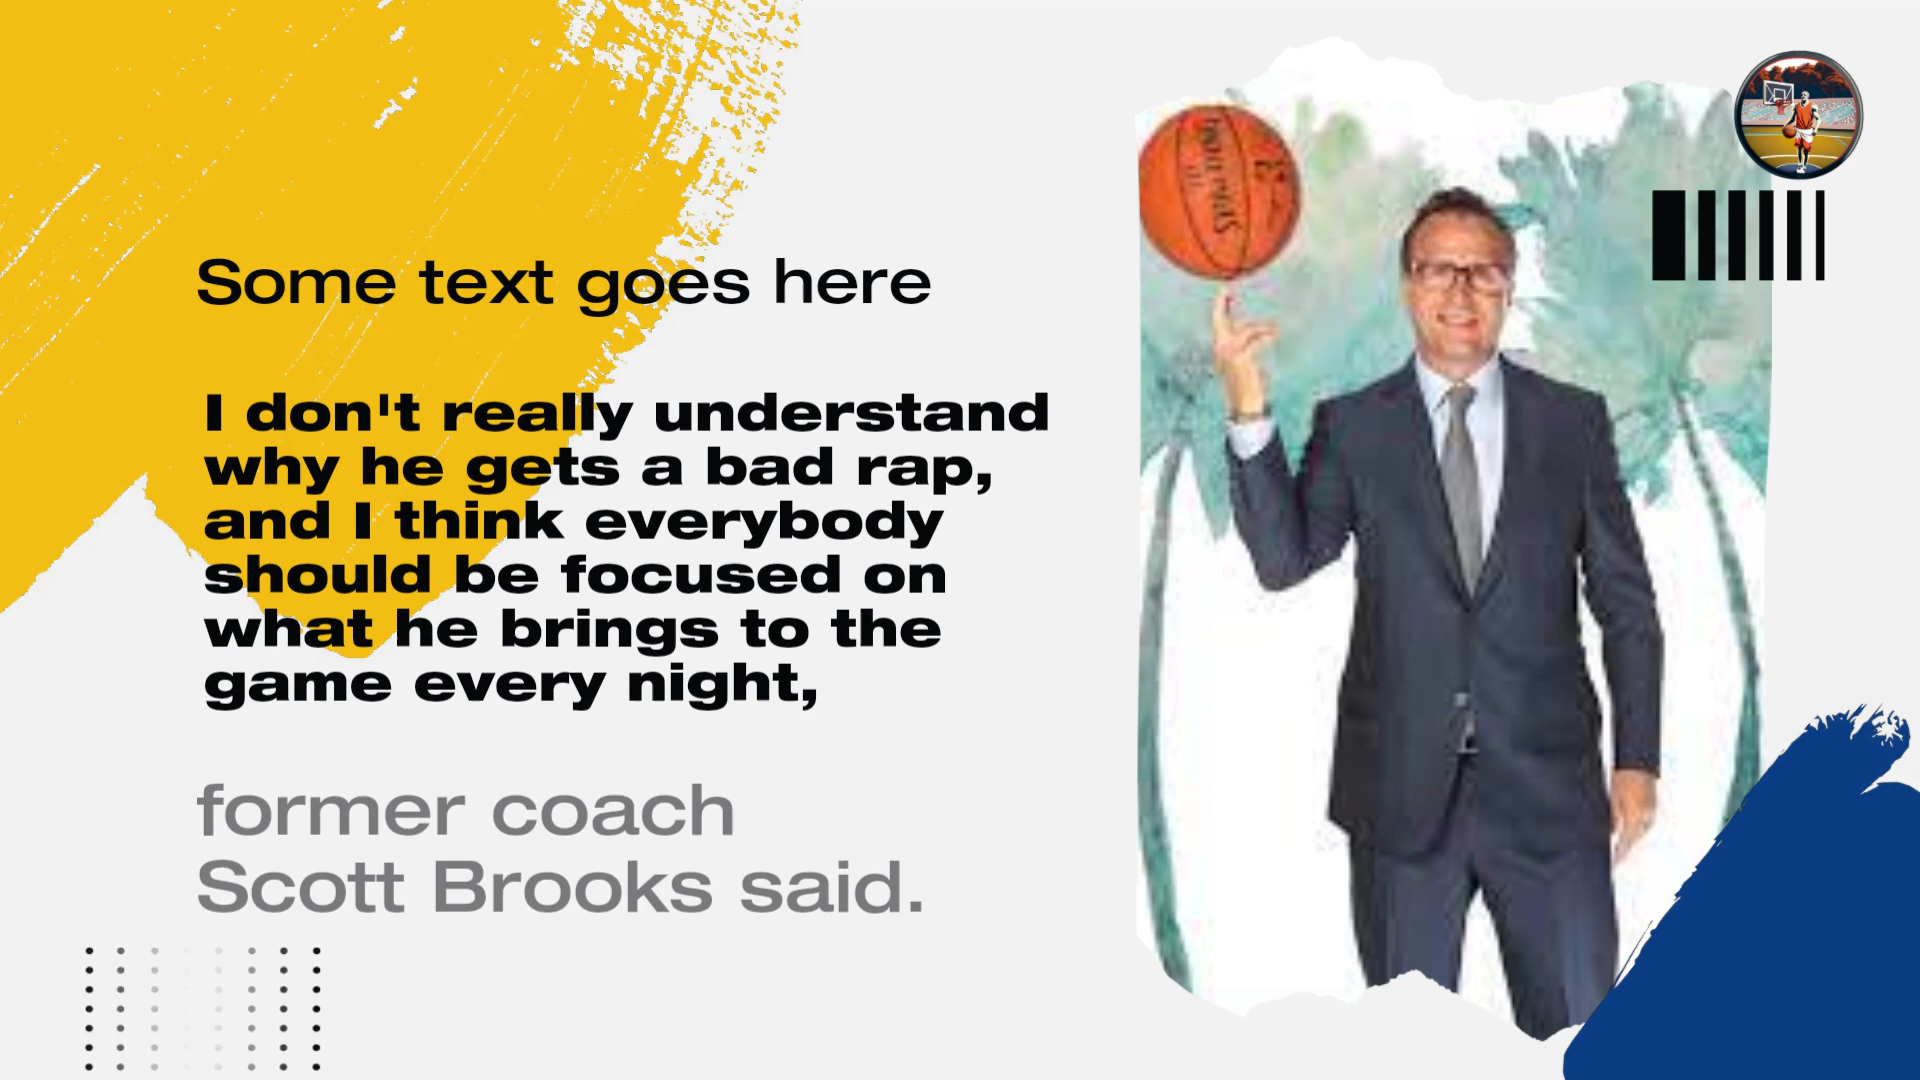 Some text goes here
I don't really understand
why he gets a bad rap,
and I think everybody
should be focused on
what he brings to the
game every night,
former coach
Scott Brooks said.